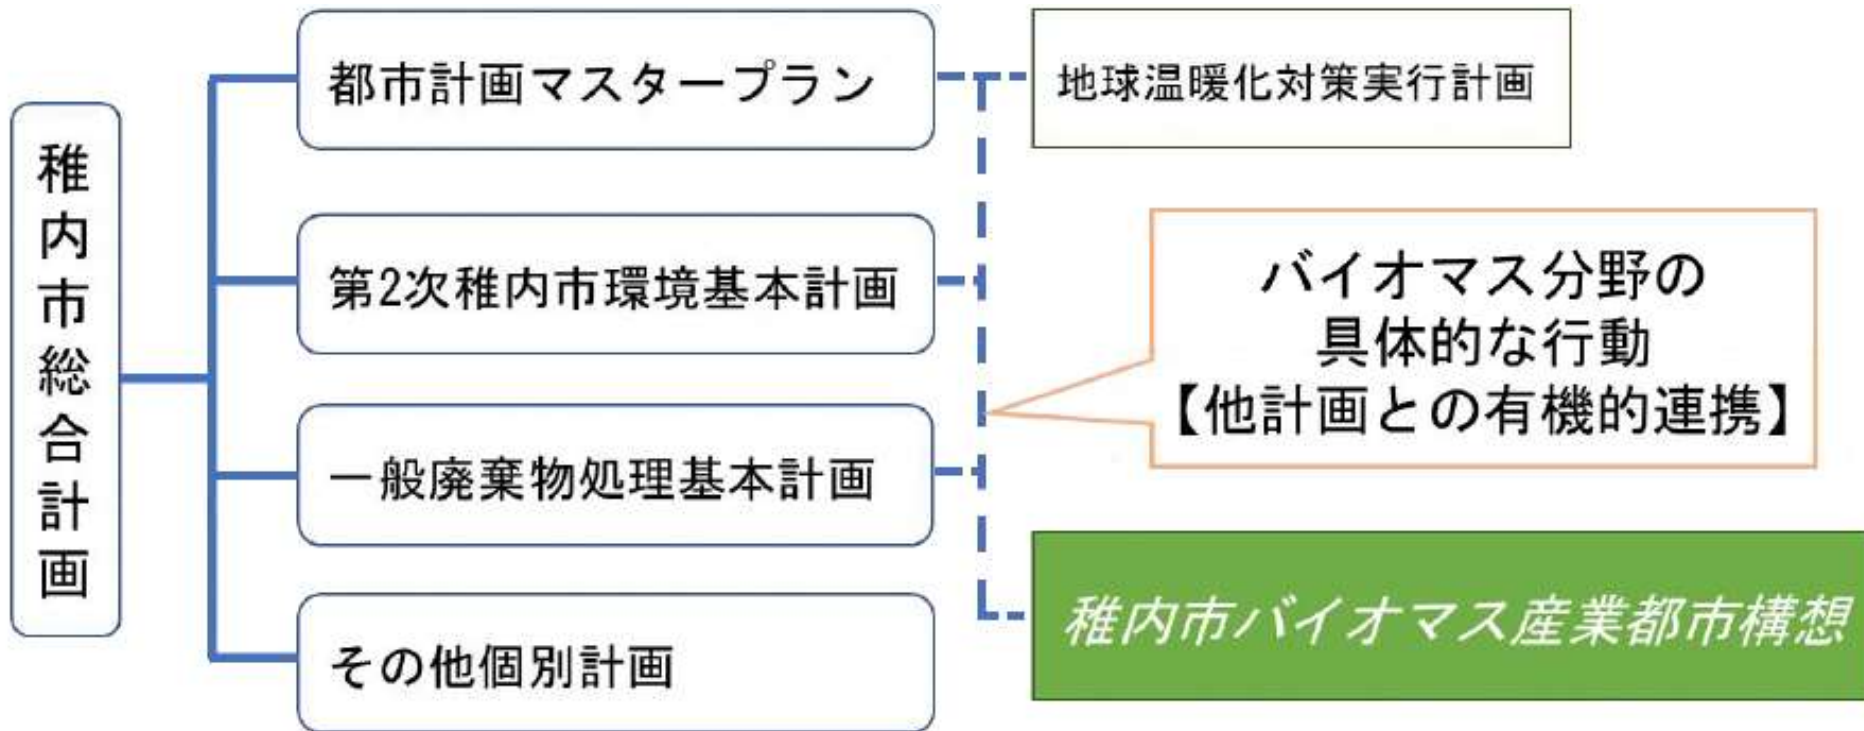 稚内市総合計画
都市計画マスタープラン
第2次稚内市環境基本計画
一般廃棄物処理基本計画
その他個別計画
地球温暖化対策実行計画
バイオマス分野の
具体的な行動
【他計画との有機的連携】
稚内市バイオマス産業都市構想